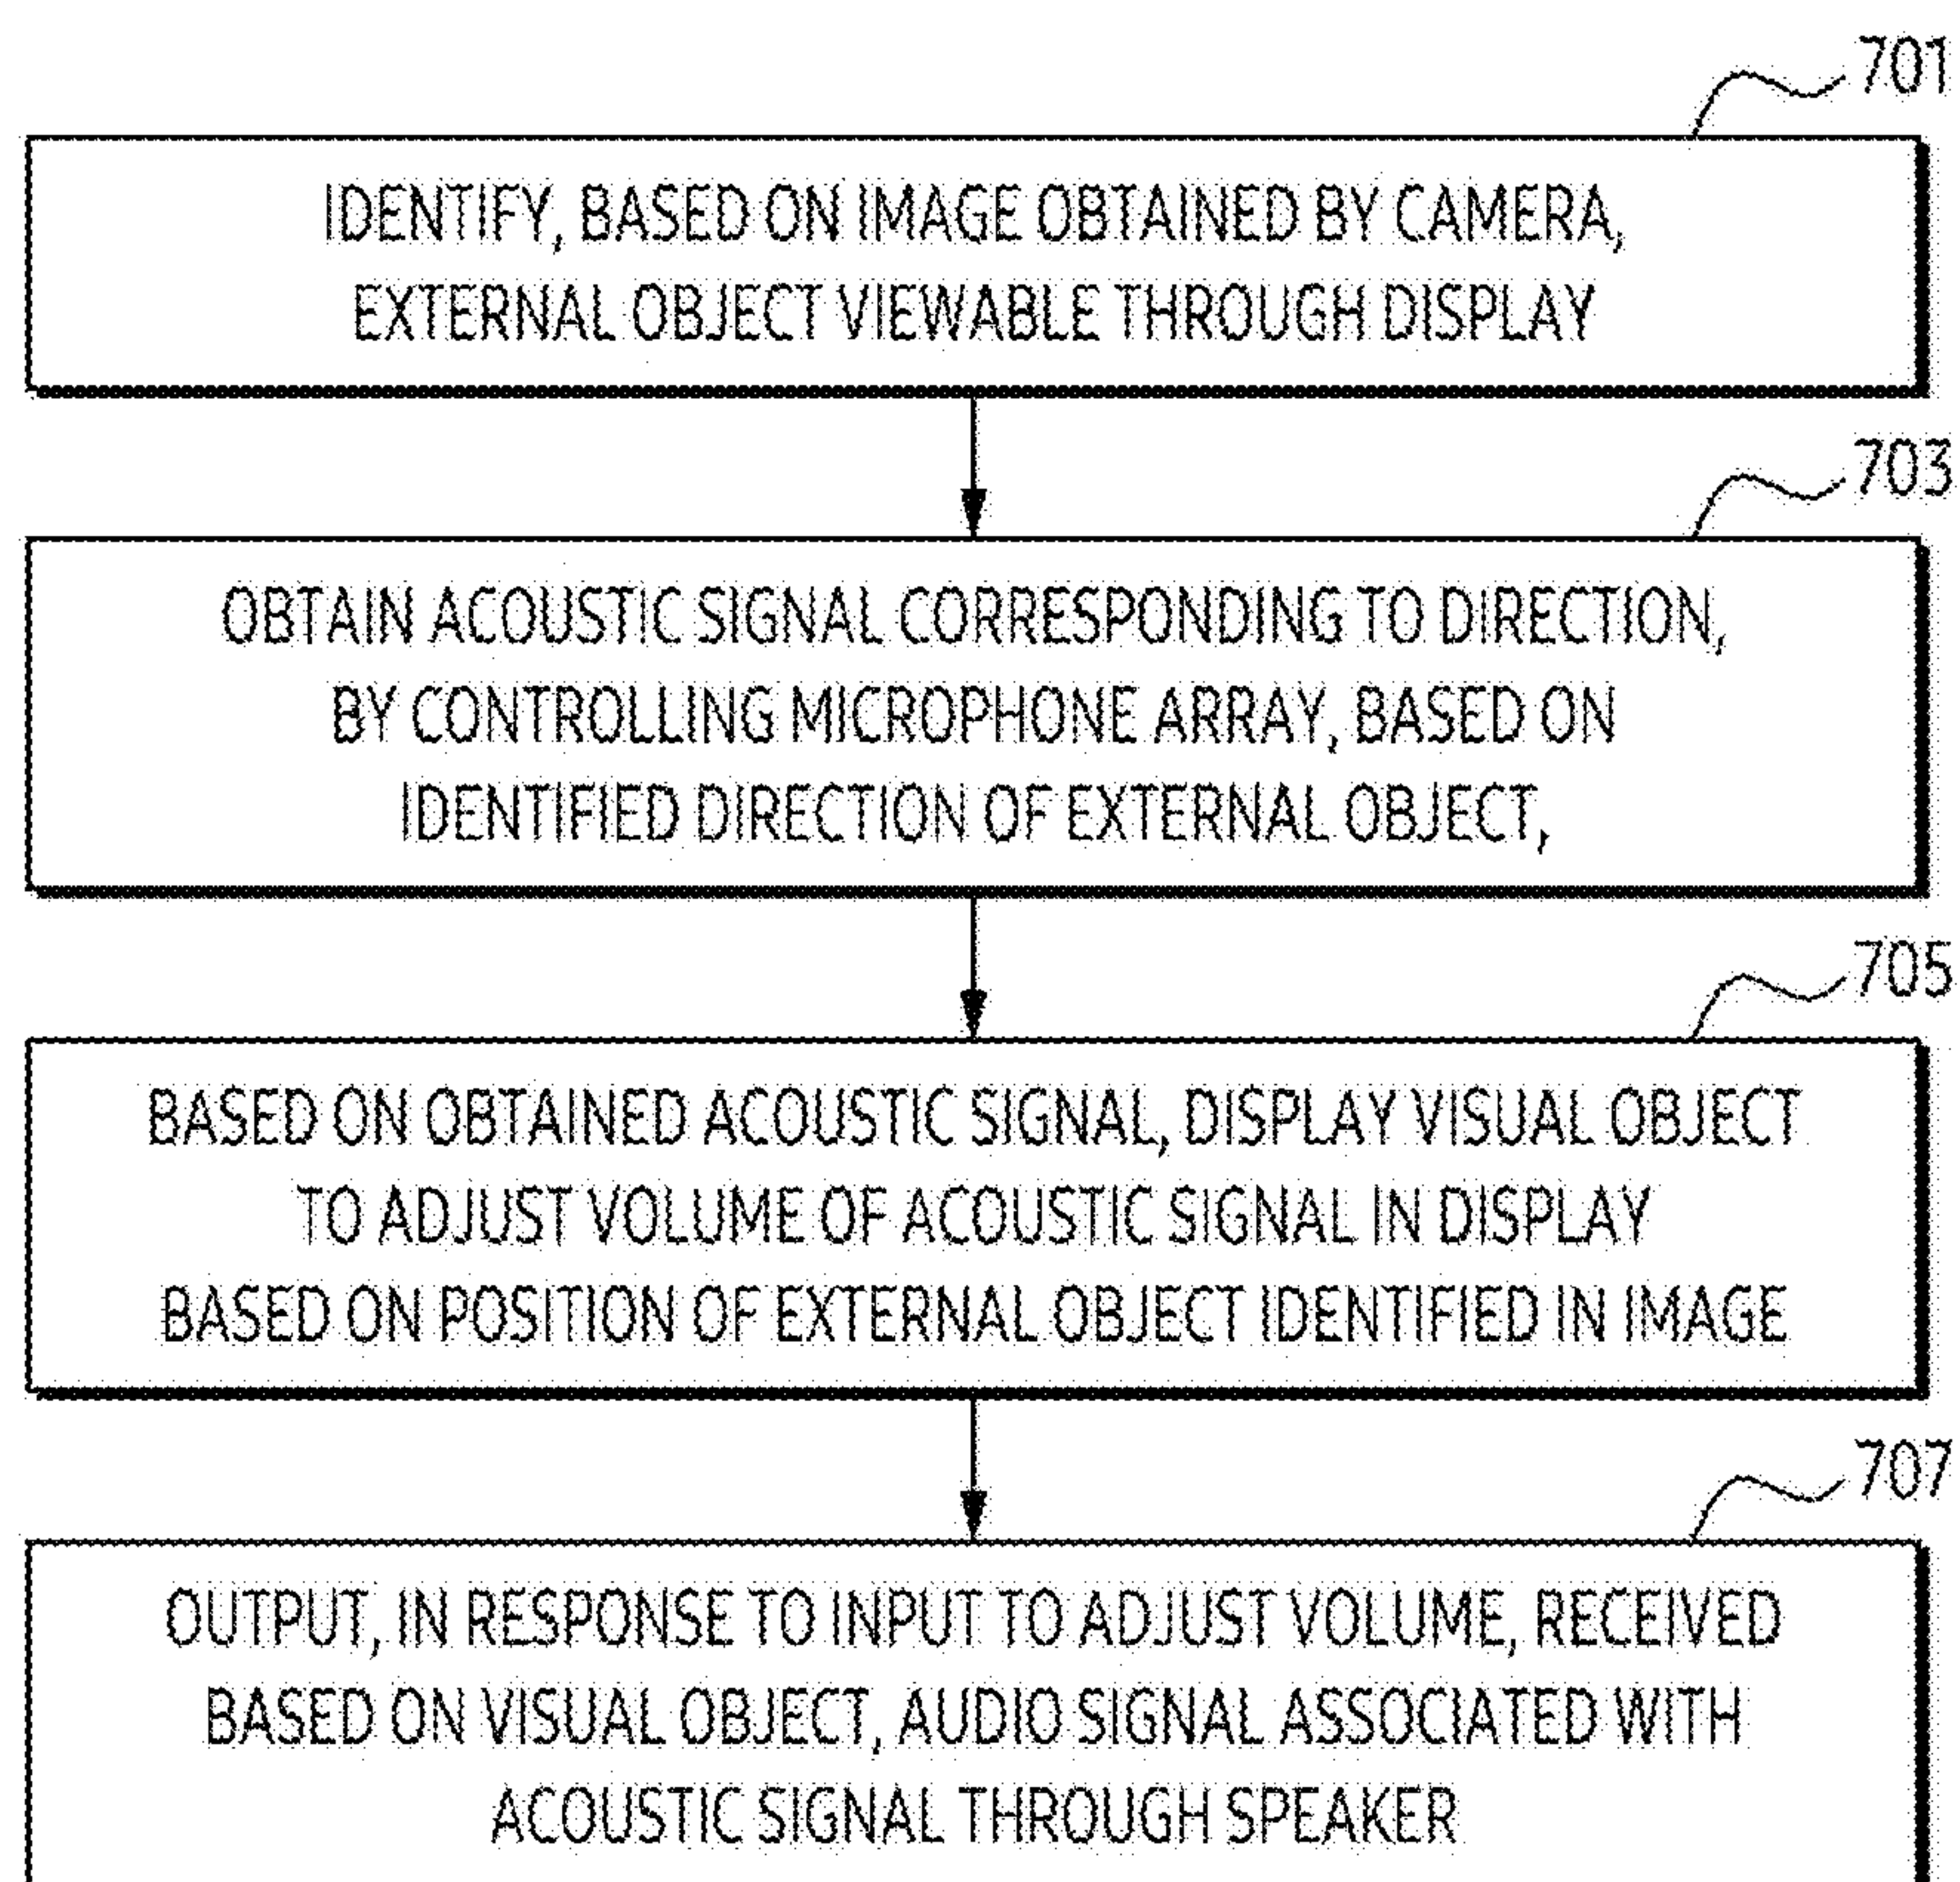 701
IDENTIFY, BASED ON IMAGE OBTAINED BY CAMERA,
EXTERNAL OBJECT VIEWABLE THROUGH DISPLAY
703
OBTAIN ACOUSTIC SIGNAL CORRESPONDING TO DIRECTION,
BY CONTROLLING MICROPHONE ARRAY, BASED ON
IDENTIFIED DIRECTION OF EXTERNAL OBJECT,
705
BASED ON OBTAINED ACOUSTIC SIGNAL, DISPLAY VISUAL OBJECT
TO ADJUST VOLUME OF ACOUSTIC SIGNAL IN DISPLAY
BASED ON POSITION OF EXTERNAL OBJECT IDENTIFIED IN IMAGE
707
OUTPUT, IN RESPONSE TO INPUT TO ADJUST VOLUME, RECEIVED
BASED ON VISUAL OBJECT, AUDIO SIGNAL ASSOCIATED WITH
ACOUSTIC SIGNAL THROUGH SPEAKER